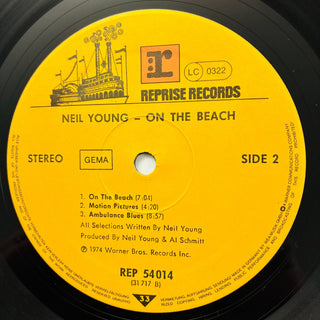 r
LC 0322
REPRISE RECORDS
NEIL YOUNG – ON THE BEACH
STEREO
GEMA
SIDE 2
1. On The Beach (7:04)
2. Motion Pictures (4:20)
3. Ambulance Blues (8:57)
All Selections Written By Neil Young
Produced By Neil Young & Al Schmitt
℗ 1974 Warner Bros. Records Inc.
REP 54 014
(31 717 B)
33